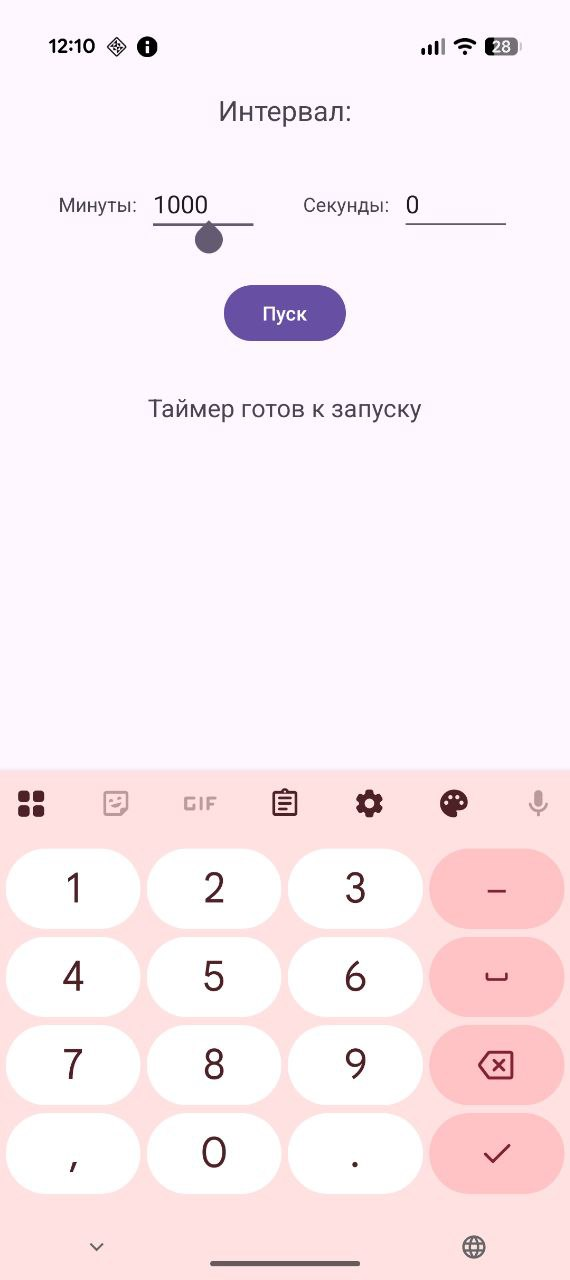 12:10 28
Интервал:
Минуты: 1000 Секунды: 0
Пуск
Таймер готов к запуску
GIF
1 2 3 –
4 5 6
7 8 9
, 0 .